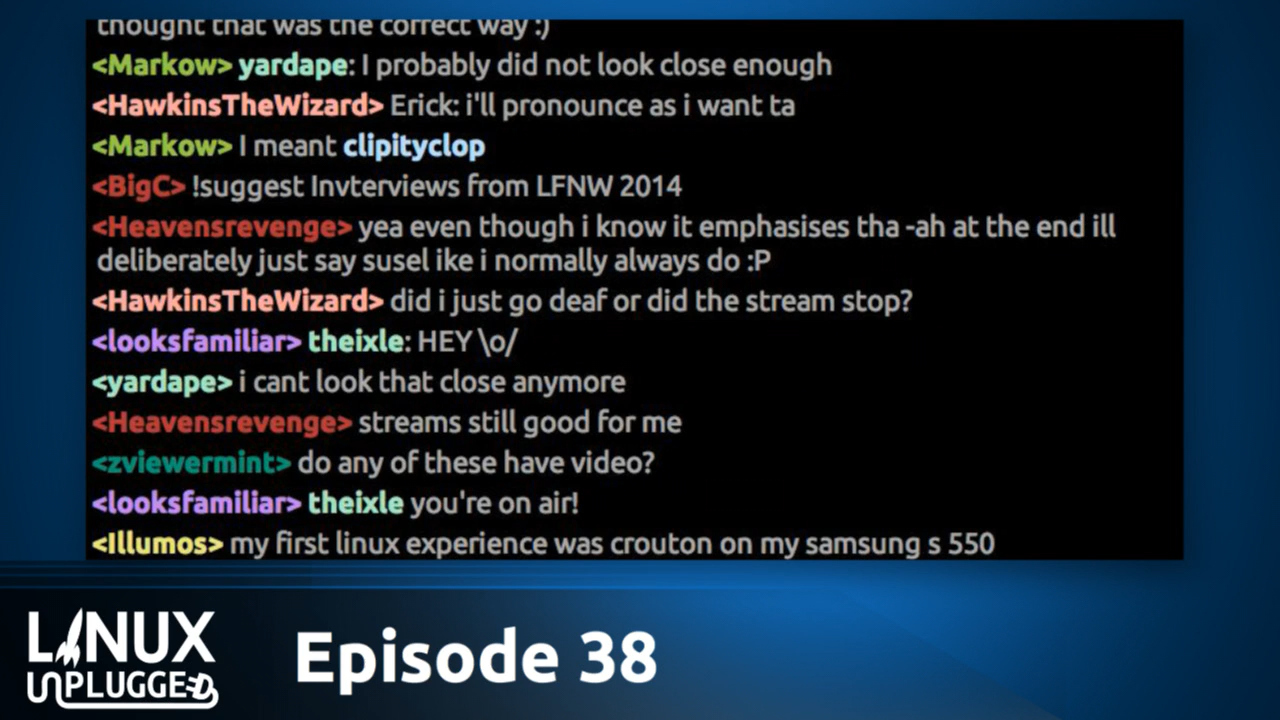 thought that was the correct way :)
<Markow> yardape: I probably did not look close enough
<HawkinsTheWizard> Erick: i'll pronounce as i want ta
<Markow> I meant clipityclop
<BigC> !suggest Invterviews from LFNW 2014
<Heavensrevenge> yea even though i know it emphasises tha -ah at the end ill
deliberately just say susel ike i normally always do :P
<HawkinsTheWizard> did i just go deaf or did the stream stop?
<looksfamiliar> theixle: HEY \o/
<yardape> i cant look that close anymore
<Heavensrevenge> streams still good for me
<zviewermint> do any of these have video?
<looksfamiliar> theixle you're on air!
<Illumos> my first linux experience was crouton on my samsung s 550
LINUX
UNPLUGGED
Episode 38